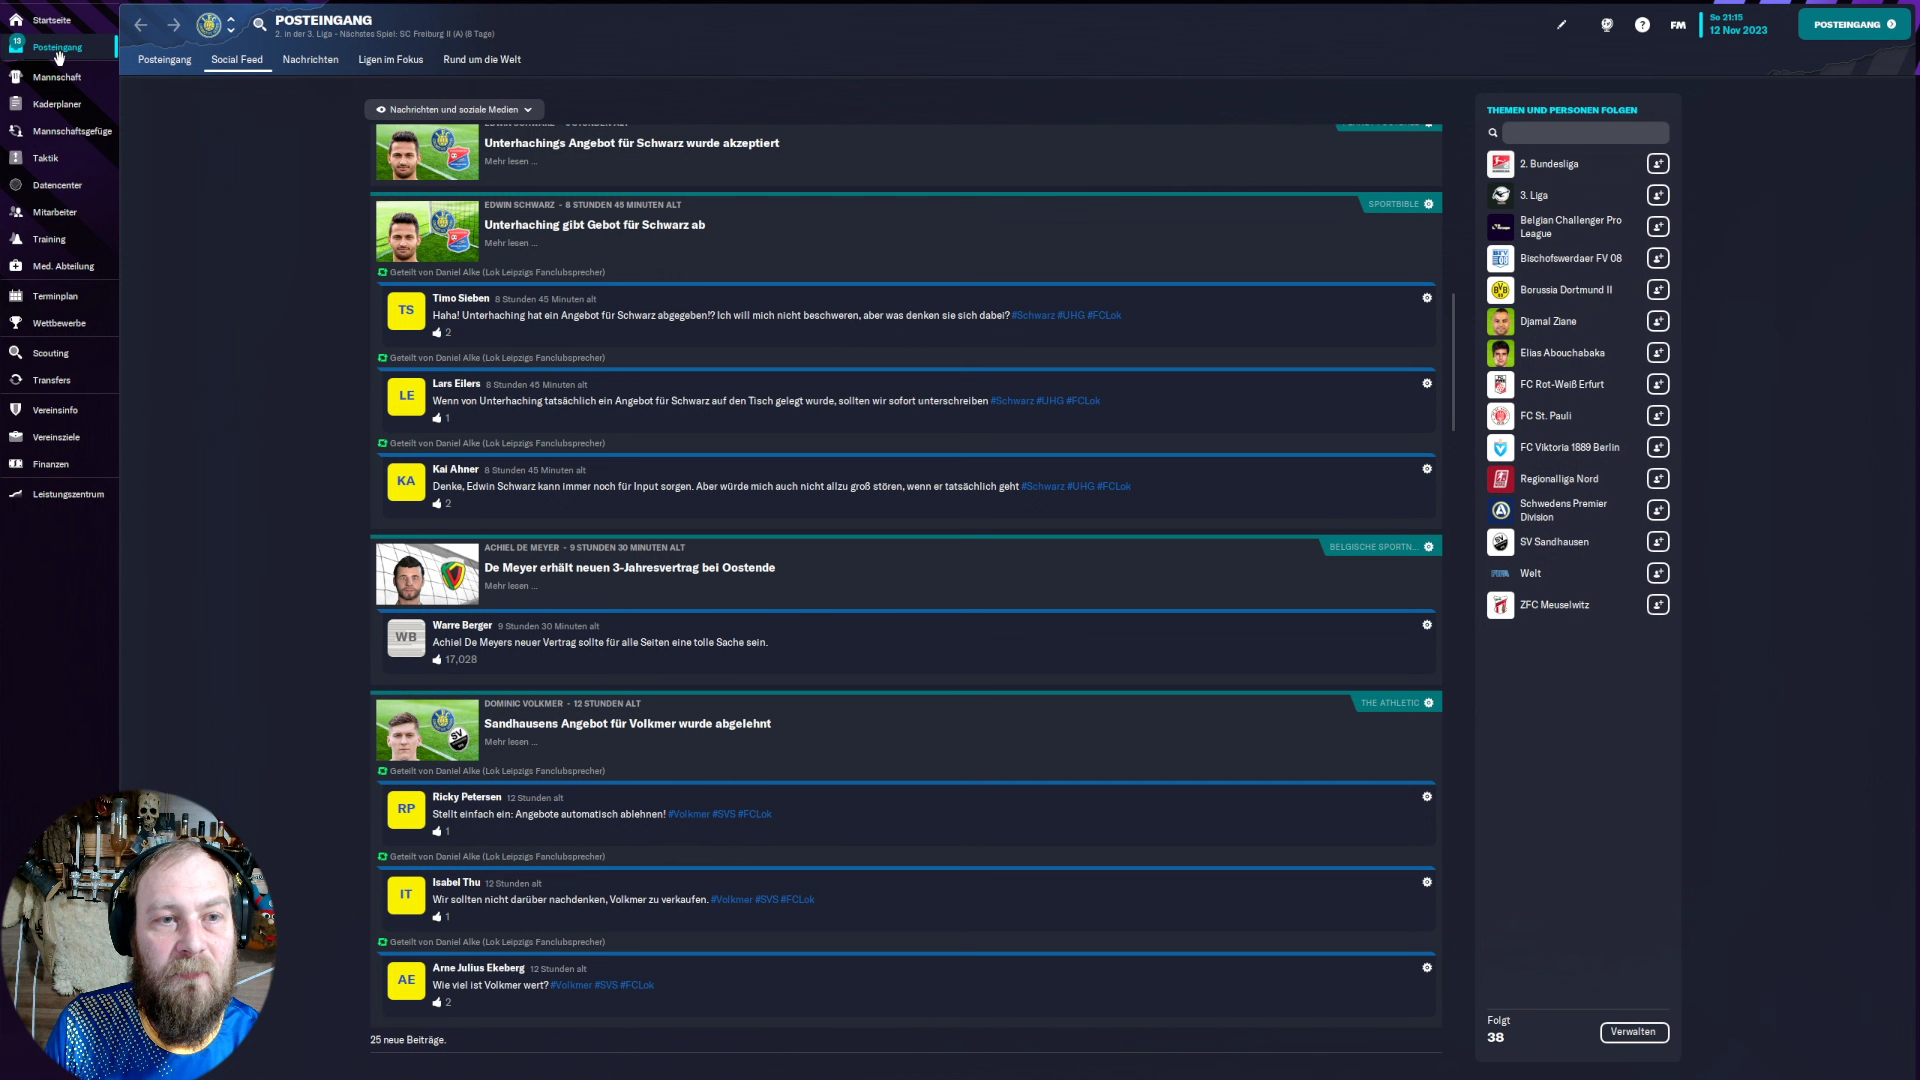 Startseite
13
Posteingang
Mannschaft
Kaderplaner
Mannschaftsgefüge
Taktik
Datencenter
Mitarbeiter
Training
Med. Abteilung
Terminplan
Wettbewerbe
Scouting
Transfers
Vereinsinfo
Vereinsziele
Finanzen
Leistungszentrum
POSTEINGANG
2. in der 3. Liga - Nächstes Spiel: SC Freiburg II (A) (8 Tage)
FM
So 21:15
12 Nov 2023
POSTEINGANG
Posteingang
Social Feed
Nachrichten
Ligen im Fokus
Rund um die Welt
Nachrichten und soziale Medien
Unterhachings Angebot für Schwarz wurde akzeptiert
Mehr lesen ...
EDWIN SCHWARZ - 8 STUNDEN 45 MINUTEN ALT
SPORTBIBLE
Unterhaching gibt Gebot für Schwarz ab
Mehr lesen ...
Geteilt von Daniel Alke (Lok Leipzigs Fanclubsprecher)
TS
Timo Sieben 8 Stunden 45 Minuten alt
Haha! Unterhaching hat ein Angebot für Schwarz abgegeben!? Ich will mich nicht beschweren, aber was denken sie sich dabei? #Schwarz #UHG #FCLok
2
Geteilt von Daniel Alke (Lok Leipzigs Fanclubsprecher)
LE
Lars Eilers 8 Stunden 45 Minuten alt
Wenn von Unterhaching tatsächlich ein Angebot für Schwarz auf den Tisch gelegt wurde, sollten wir sofort unterschreiben #Schwarz #UHG #FCLok
1
Geteilt von Daniel Alke (Lok Leipzigs Fanclubsprecher)
KA
Kai Ahner 8 Stunden 45 Minuten alt
Denke, Edwin Schwarz kann immer noch für Input sorgen. Aber würde mich auch nicht allzu groß stören, wenn er tatsächlich geht #Schwarz #UHG #FCLok
2
ACHIEL DE MEYER - 9 STUNDEN 30 MINUTEN ALT
BELGISCHE SPORTN...
De Meyer erhält neuen 3-Jahresvertrag bei Oostende
Mehr lesen ...
WB
Warre Berger 9 Stunden 30 Minuten alt
Achiel De Meyers neuer Vertrag sollte für alle Seiten eine tolle Sache sein.
17,028
DOMINIC VOLKMER - 12 STUNDEN ALT
THE ATHLETIC
Sandhausens Angebot für Volkmer wurde abgelehnt
Mehr lesen ...
Geteilt von Daniel Alke (Lok Leipzigs Fanclubsprecher)
RP
Ricky Petersen 12 Stunden alt
Stellt einfach ein: Angebote automatisch ablehnen! #Volkmer #SVS #FCLok
1
Geteilt von Daniel Alke (Lok Leipzigs Fanclubsprecher)
IT
Isabel Thu 12 Stunden alt
Wir sollten nicht darüber nachdenken, Volkmer zu verkaufen. #Volkmer #SVS #FCLok
1
Geteilt von Daniel Alke (Lok Leipzigs Fanclubsprecher)
AE
Arne Julius Ekeberg 12 Stunden alt
Wie viel ist Volkmer wert? #Volkmer #SVS #FCLok
2
25 neue Beiträge.
THEMEN UND PERSONEN FOLGEN
2. Bundesliga
3. Liga
Belgian Challenger Pro
League
Bischofswerdaer FV 08
Borussia Dortmund II
Djamal Ziane
Elias Abouchabaka
FC Rot-Weiß Erfurt
FC St. Pauli
FC Viktoria 1889 Berlin
Regionalliga Nord
Schwedens Premier
Division
SV Sandhausen
Welt
ZFC Meuselwitz
Folgt
38
Verwalten